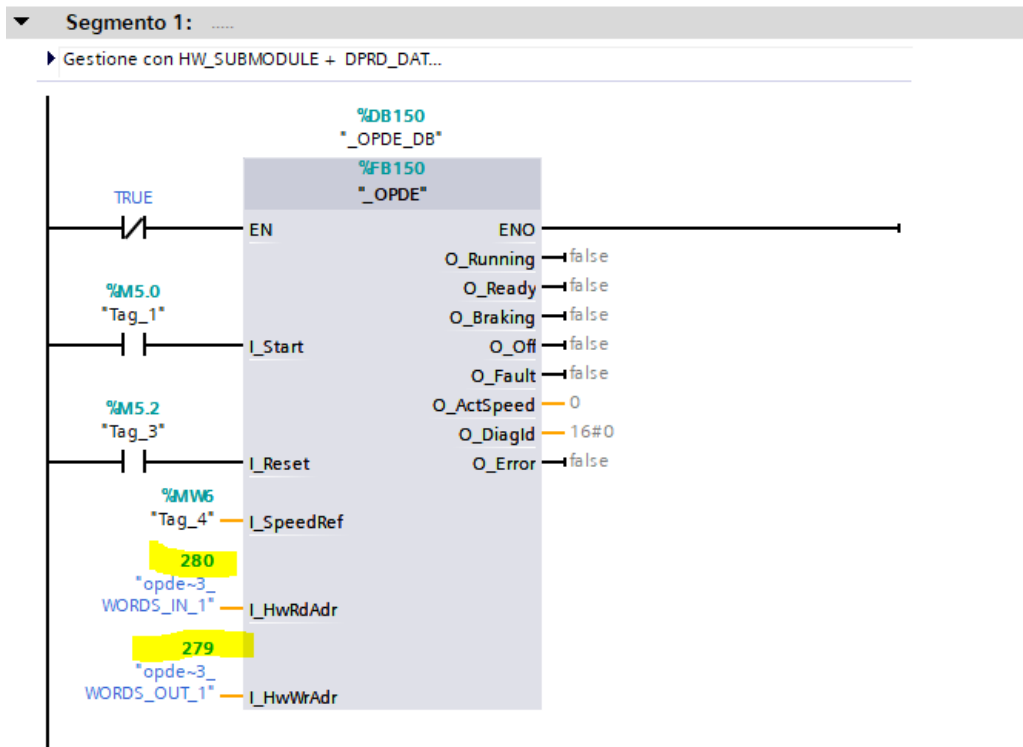 Segmento 1: .....
Gestione con HW_SUBMODULE + DPRD_DAT...
%DB150
"_OPDE_DB"
%FB150
"_OPDE"
TRUE
EN
ENO
O_Running
false
O_Ready
false
%M5.0
"Tag_1"
O_Braking
false
I_Start
O_Off
false
O_Fault
false
%M5.2
"Tag_3"
O_ActSpeed
0
O_DiagId
16#0
I_Reset
O_Error
false
%MW6
"Tag_4"
I_SpeedRef
280
"opde~3_
WORDS_IN_1"
I_HwRdAdr
279
"opde~3_
WORDS_OUT_1"
I_HwWrAdr